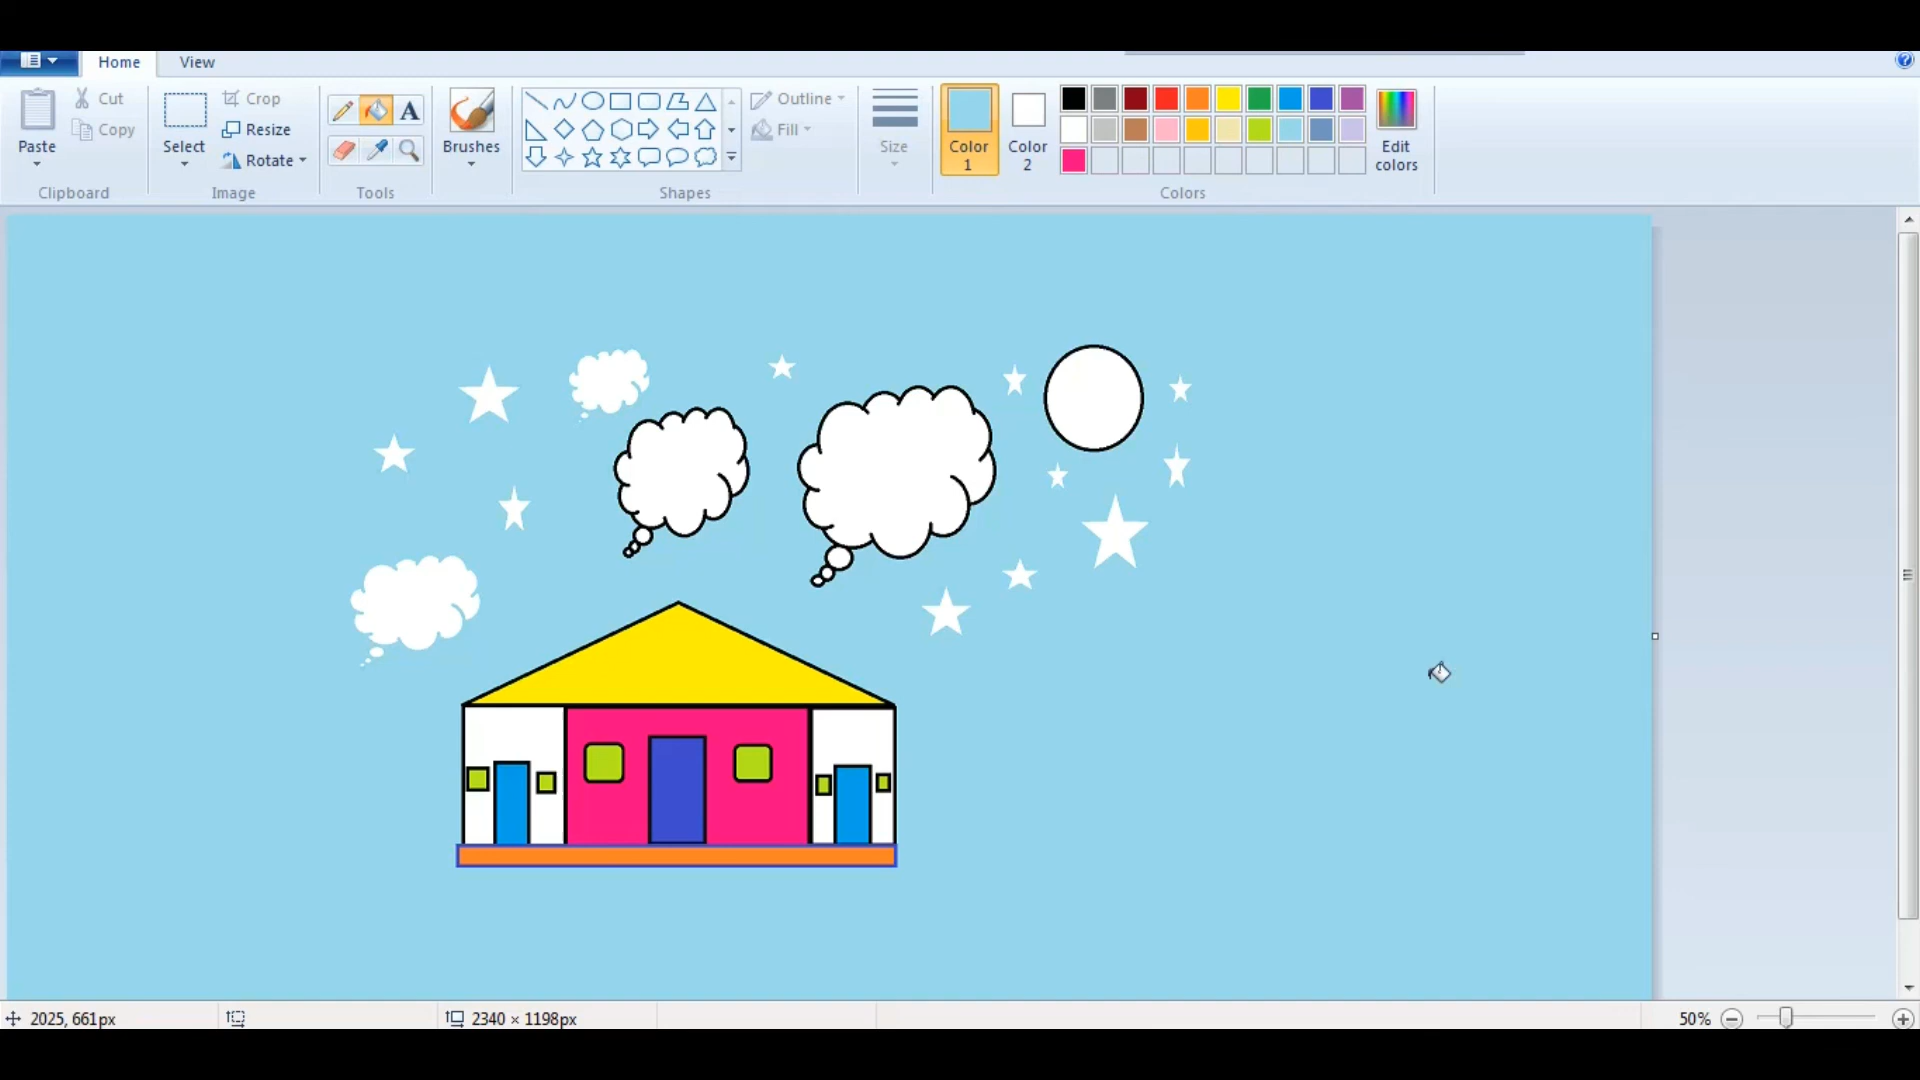 Home View
Paste
Cut
Copy
Clipboard
Select
Crop
Resize
Rotate
Image
A
Tools
Brushes
Shapes
Outline
Fill
Size
Color
1
Color
2
Edit
colors
Colors
2025, 661px
2340 × 1198px
50%